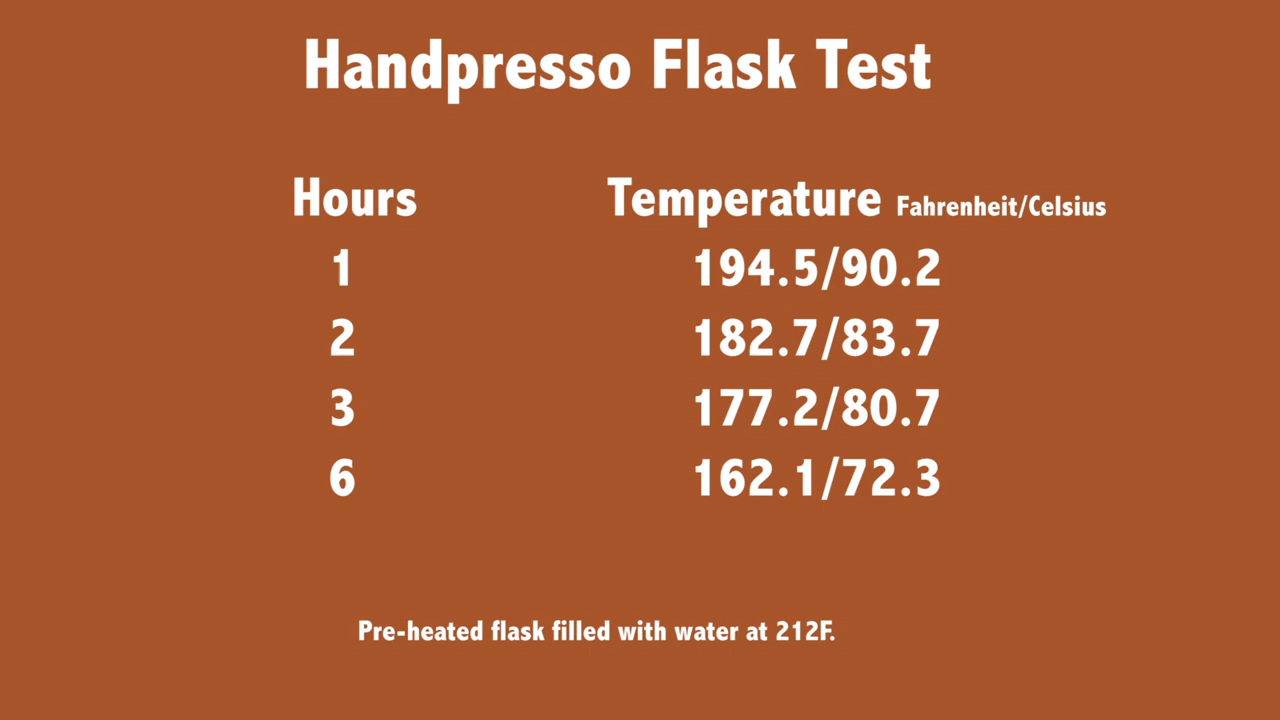 Handpresso Flask Test
Hours Temperature Fahrenheit/Celsius
1 194.5/90.2
2 182.7/83.7
3 177.2/80.7
6 162.1/72.3
Pre-heated flask filled with water at 212F.